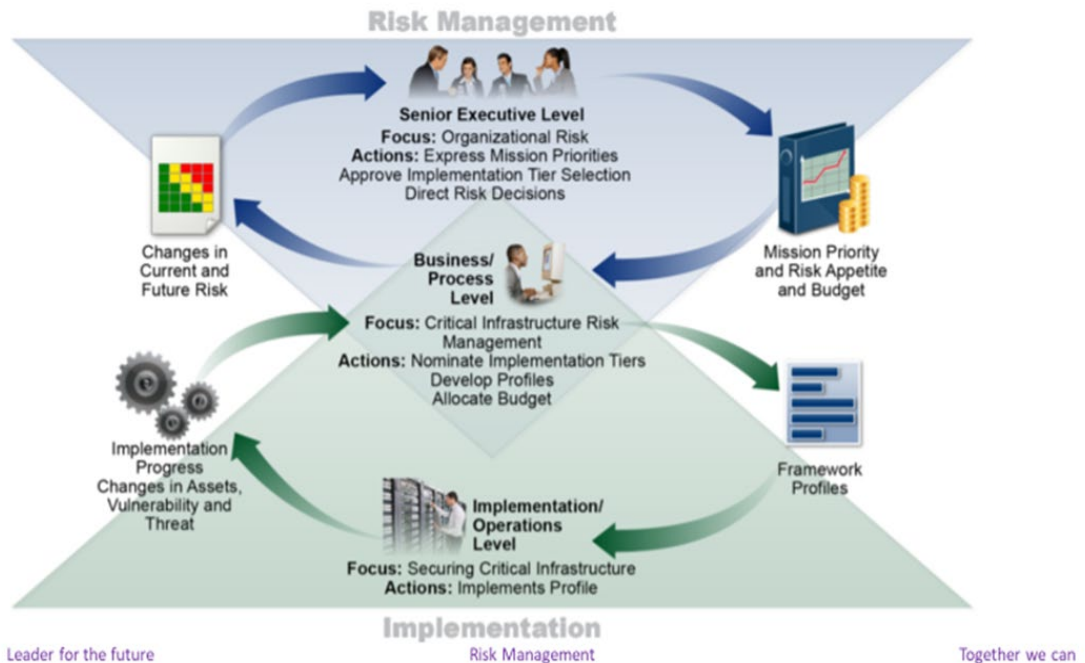 Risk Management
Senior Executive Level
Focus: Organizational Risk
Actions: Express Mission Priorities
Approve Implementation Tier Selection
Direct Risk Decisions
Changes in
Current and
Future Risk
Mission Priority
and Risk Appetite
and Budget
Business/
Process
Level
Focus: Critical Infrastructure Risk
Management
Actions: Nominate Implementation Tiers
Develop Profiles
Allocate Budget
Implementation
Progress
Changes in Assets,
Vulnerability and
Threat
Framework
Profiles
Implementation/
Operations
Level
Focus: Securing Critical Infrastructure
Actions: Implements Profile
Implementation
Leader for the future
Risk Management
Together we can